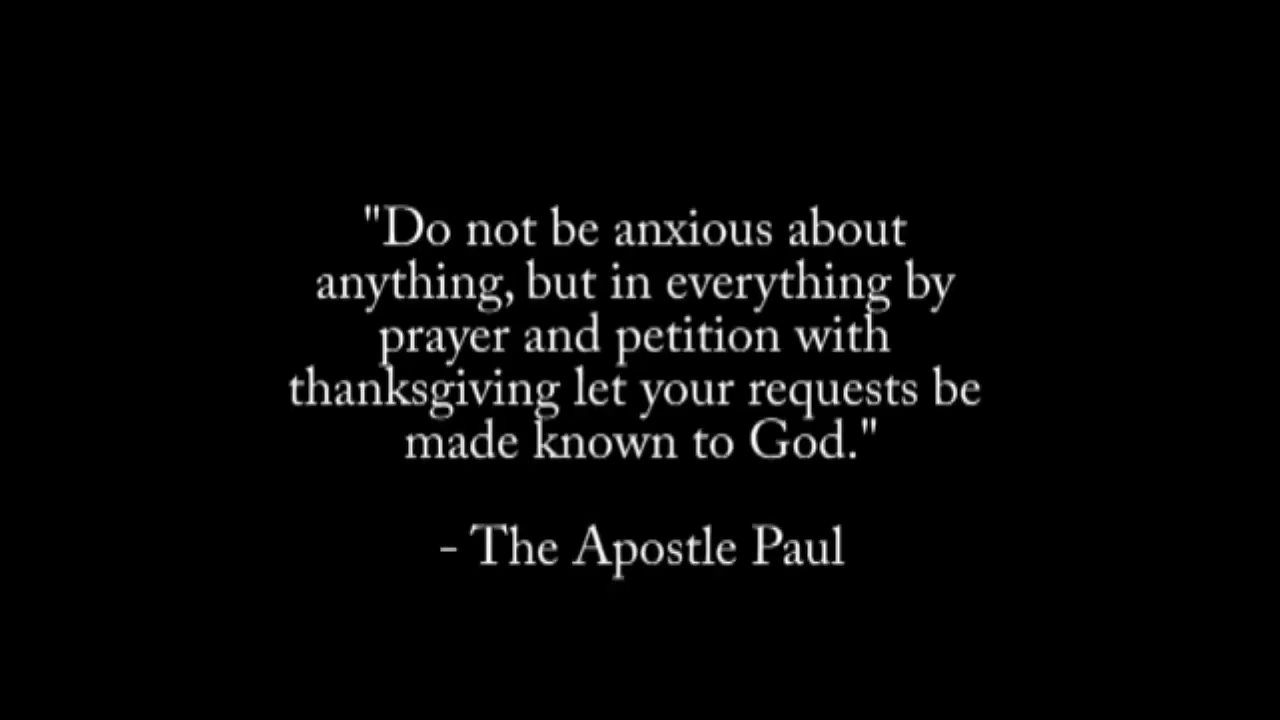 "Do not be anxious about
anything, but in everything by
prayer and petition with
thanksgiving let your requests be
made known to God."
- The Apostle Paul